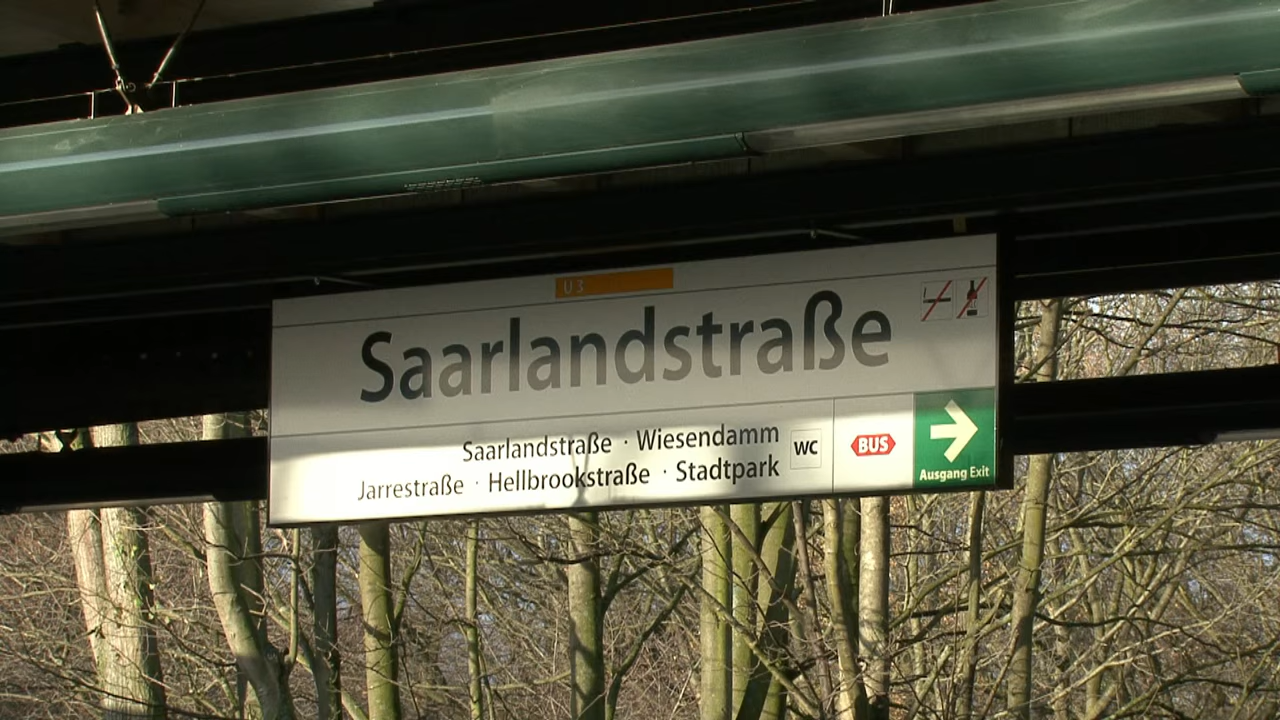 U3
Saarlandstraße
Saarlandstraße · Wiesendamm
Jarrestraße · Hellbrookstraße · Stadtpark
WC
BUS
Ausgang Exit